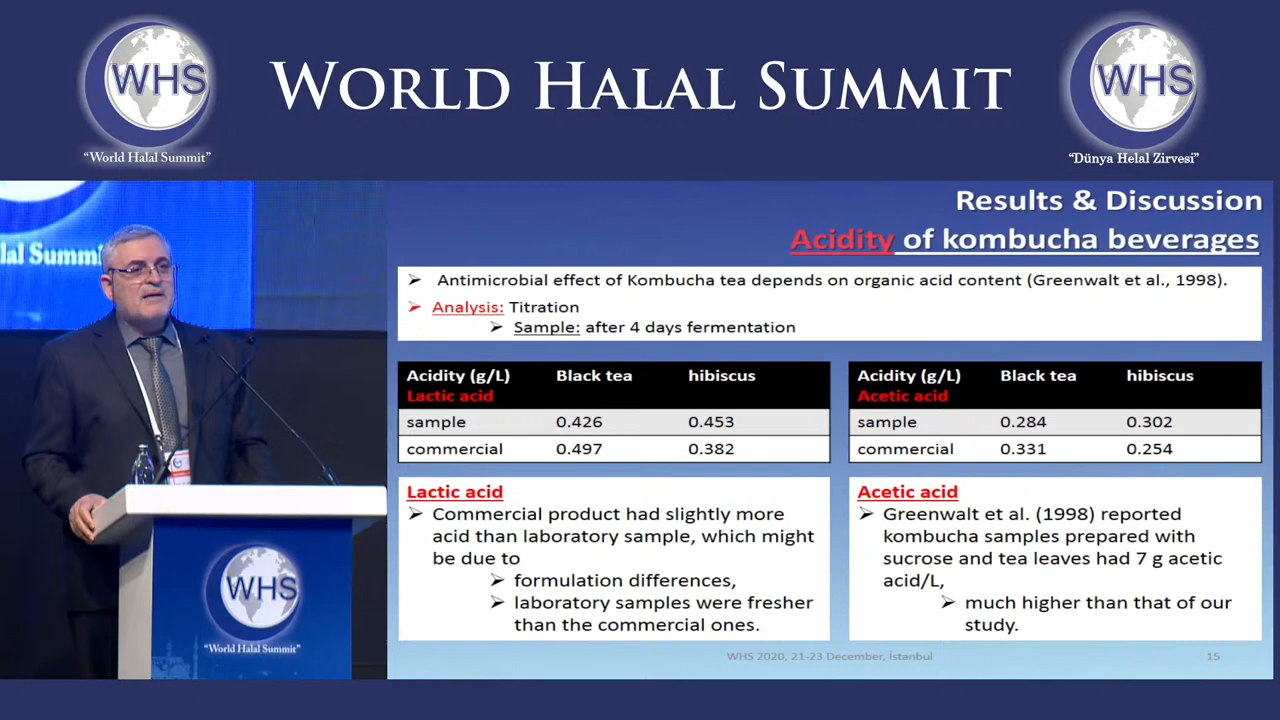 WHS
"World Halal Summit"
WORLD HALAL SUMMIT
WHS
"Dünya Helal Zirvesi"
lal Summi
WHS
"World Halal Summit"
Results & Discussion
Acidity of kombucha beverages
➢ Antimicrobial effect of Kombucha tea depends on organic acid content (Greenwalt et al., 1998).
➢ Analysis: Titration
➢ Sample: after 4 days fermentation
Acidity (g/L) Black tea hibiscus
Lactic acid
sample 0.426 0.453
commercial 0.497 0.382
Acidity (g/L) Black tea hibiscus
Acetic acid
sample 0.284 0.302
commercial 0.331 0.254
Lactic acid
➢ Commercial product had slightly more
acid than laboratory sample, which might
be due to
➢ formulation differences,
➢ laboratory samples were fresher
than the commercial ones.
Acetic acid
➢ Greenwalt et al. (1998) reported
kombucha samples prepared with
sucrose and tea leaves had 7 g acetic
acid/L,
➢ much higher than that of our
study.
WHS 2020, 21-23 December, İstanbul
15